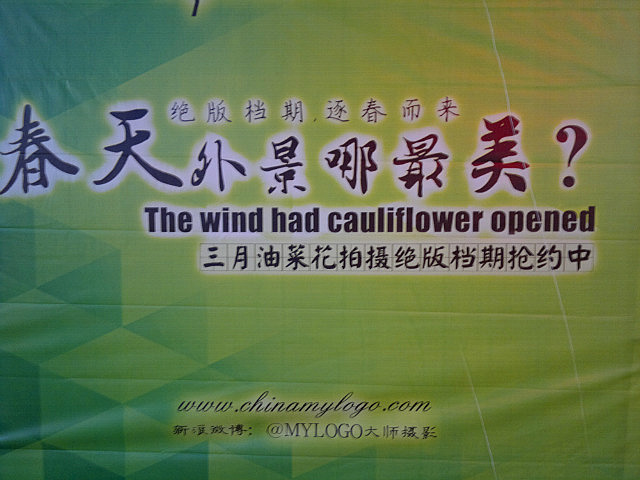 绝版档期,逐春而来
春天外景哪最美?
The wind had cauliflower opened
三月油菜花拍摄绝版档期抢约中
www.chinamylogo.com
新浪微博: @MYLOGO大师摄影